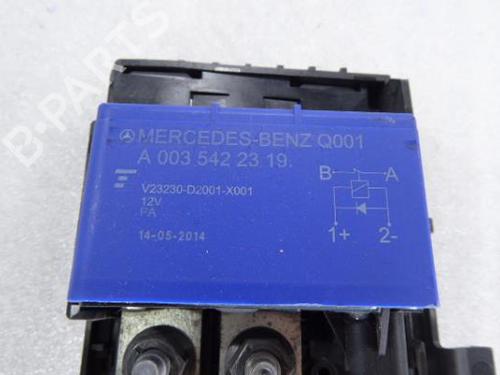 B-PARTS
MERCEDES-BENZ Q001
A 003 542 23 19.
V23230-D2001-X001
12V
PA
14-05-2014
B A
1+ 2-